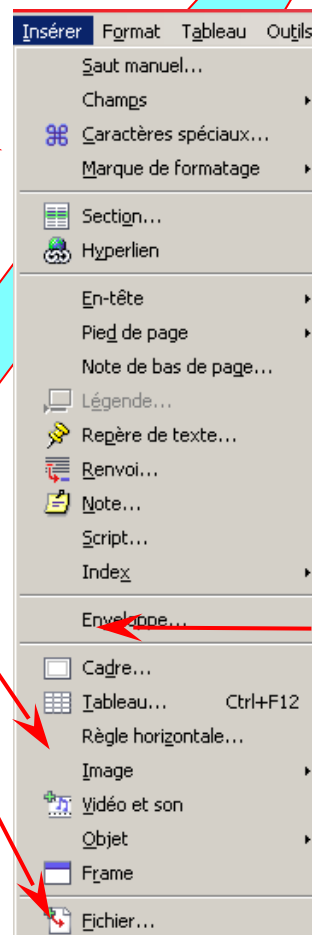 Insérer Format Tableau Outils
Saut manuel...
Champs
Caractères spéciaux...
Marque de formatage
Section...
Hyperlien
En-tête
Pied de page
Note de bas de page...
Légende...
Repère de texte...
Renvoi...
Note...
Script...
Index
Enveloppe...
Cadre...
Tableau... Ctrl+F12
Règle horizontale...
Image
Vidéo et son
Objet
Frame
Fichier...